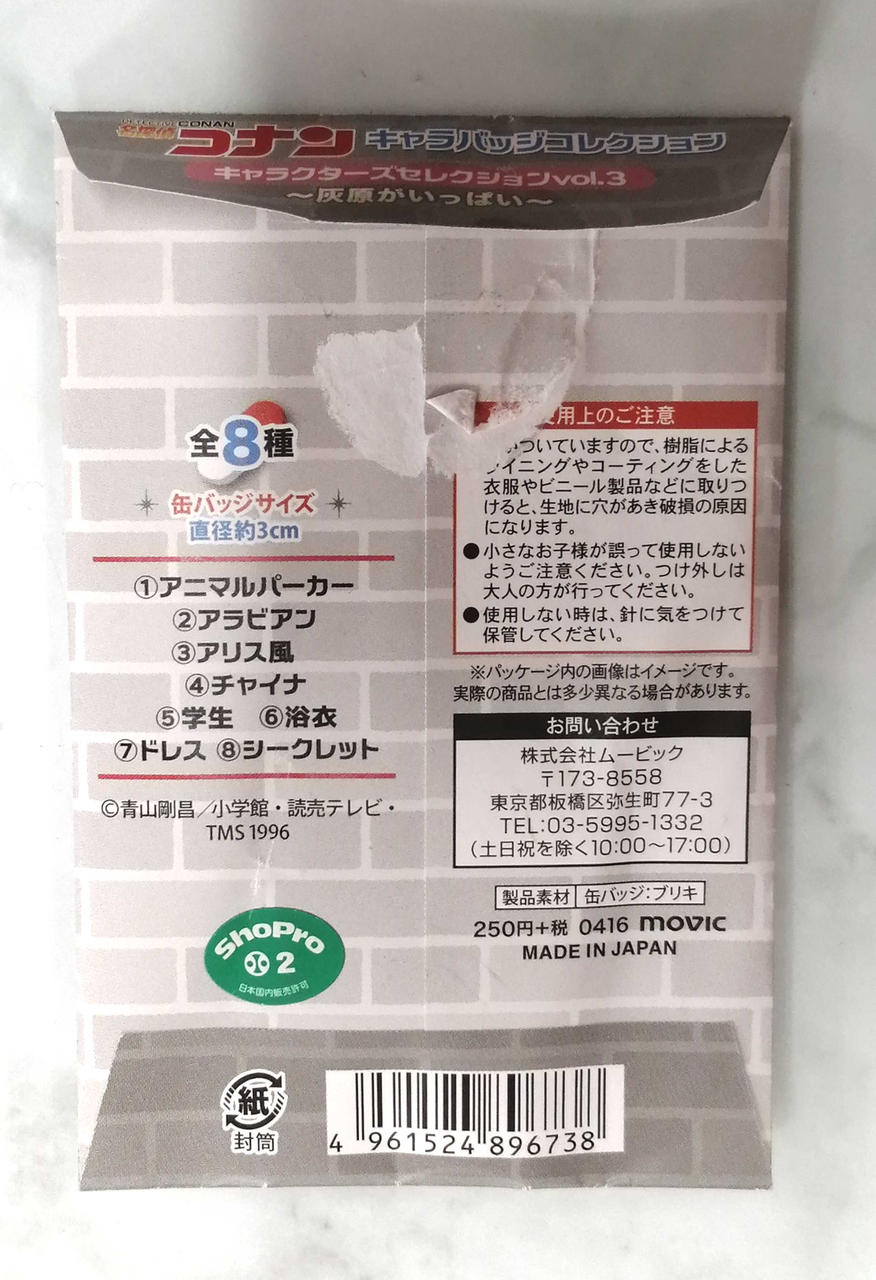 DETECTIVE CONAN
名探偵コナン キャラバッジコレクション
キャラクターズセレクションvol.3
～灰原がいっぱい～
全8種
缶バッジサイズ
直径約3cm
①アニマルパーカー
②アラビアン
③アリス風
④チャイナ
⑤学生 ⑥浴衣
⑦ドレス ⑧シークレット
©青山剛昌／小学館・読売テレビ・
TMS 1996
ShoPro
2
日本国内販売許可
用上のご注意
ついていますので、樹脂による
イニングやコーティングをした
衣服やビニール製品などに取りつ
けると、生地に穴があき破損の原因
になります。
●小さなお子様が誤って使用しない
ようご注意ください。つけ外しは
大人の方が行ってください。
●使用しない時は、針に気をつけて
保管してください。
※パッケージ内の画像はイメージです。
実際の商品とは多少異なる場合があります。
お問い合わせ
株式会社ムービック
〒173-8558
東京都板橋区弥生町77-3
TEL:03-5995-1332
（土日祝を除く10:00～17:00）
製品素材 缶バッジ：ブリキ
250円+税 0416 movic
MADE IN JAPAN
紙
封筒
4 961524 896738